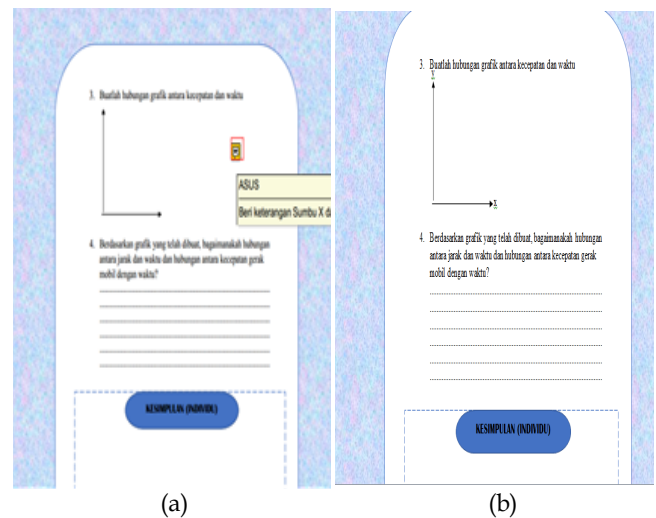 3. Buatlah hubungan grafik antara kecepatan dan waktu
ASUS
Beri keterangan Sumbu X da
4. Berdasarkan grafik yang telah dibuat, bagaimanakah hubungan
antara jarak dan waktu dan hubungan antara kecepatan gerak
mobil dengan waktu?
KESIMPULAN (INDIVIDU)
(a)
3. Buatlah hubungan grafik antara kecepatan dan waktu
Y
X
4. Berdasarkan grafik yang telah dibuat, bagaimanakah hubungan
antara jarak dan waktu dan hubungan antara kecepatan gerak
mobil dengan waktu?
KESIMPULAN (INDIVIDU)
(b)